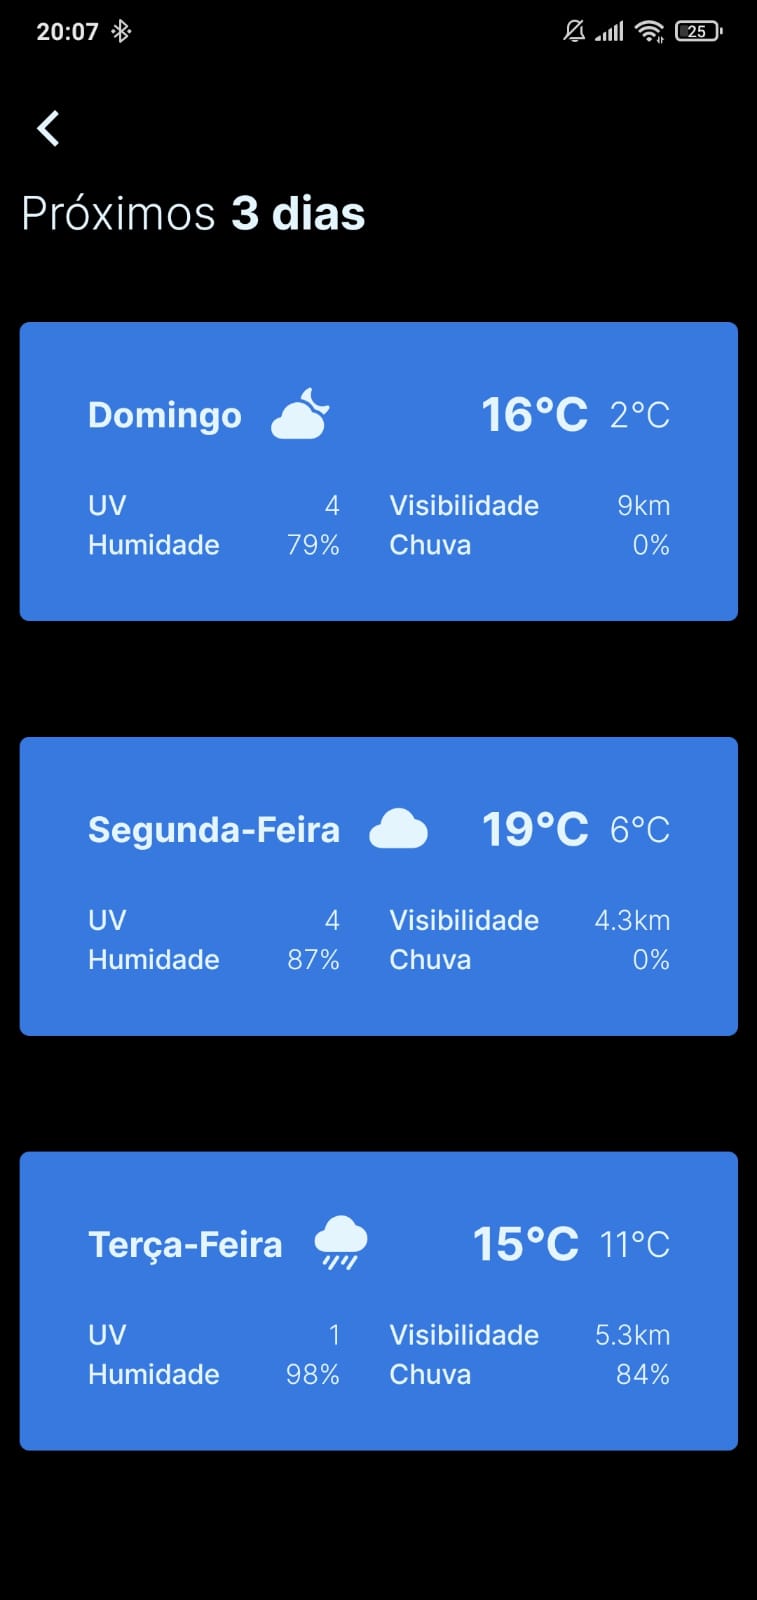 20:07 25
Próximos 3 dias
Domingo 16°C 2°C
UV 4 Visibilidade 9km
Humidade 79% Chuva 0%
Segunda-Feira 19°C 6°C
UV 4 Visibilidade 4.3km
Humidade 87% Chuva 0%
Terça-Feira 15°C 11°C
UV 1 Visibilidade 5.3km
Humidade 98% Chuva 84%